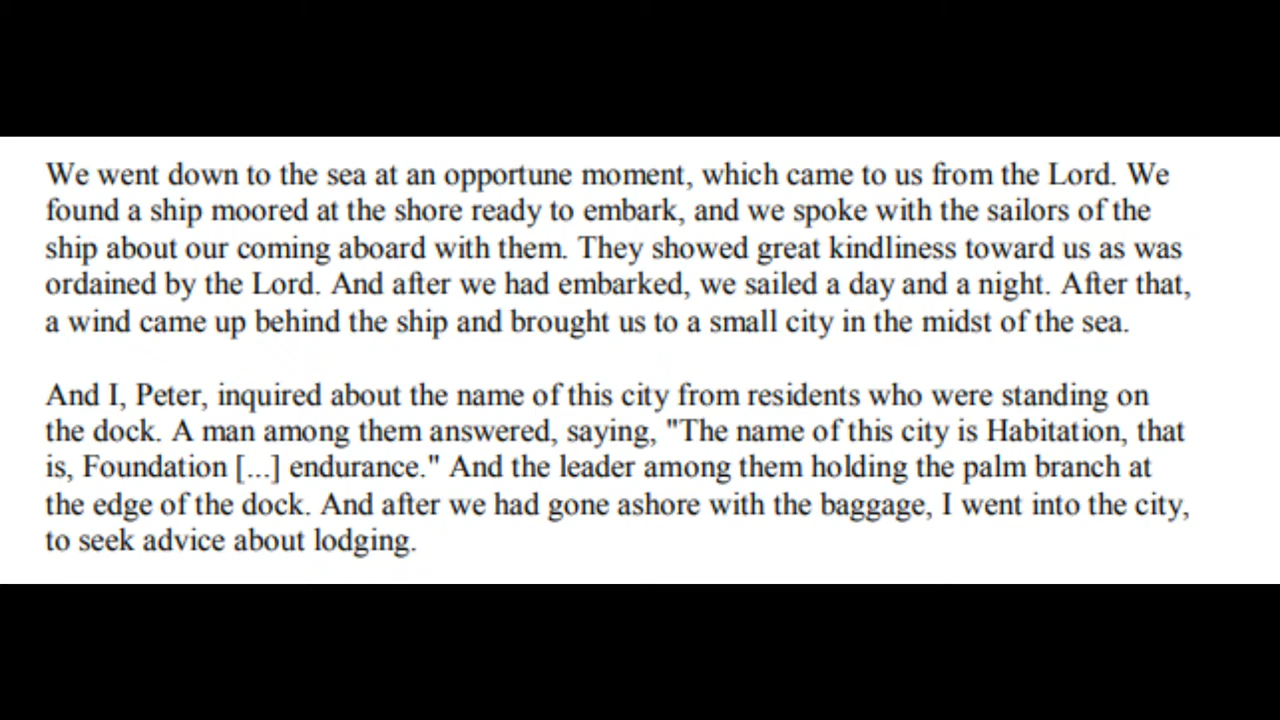 We went down to the sea at an opportune moment, which came to us from the Lord. We
found a ship moored at the shore ready to embark, and we spoke with the sailors of the
ship about our coming aboard with them. They showed great kindliness toward us as was
ordained by the Lord. And after we had embarked, we sailed a day and a night. After that,
a wind came up behind the ship and brought us to a small city in the midst of the sea.

And I, Peter, inquired about the name of this city from residents who were standing on
the dock. A man among them answered, saying, "The name of this city is Habitation, that
is, Foundation [...] endurance." And the leader among them holding the palm branch at
the edge of the dock. And after we had gone ashore with the baggage, I went into the city,
to seek advice about lodging.